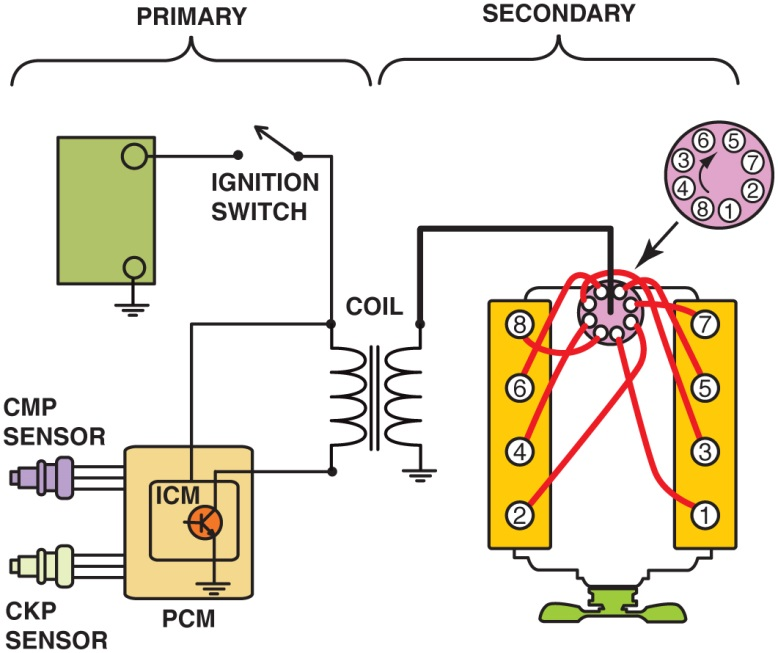 PRIMARY
SECONDARY
IGNITION
SWITCH
COIL
CMP
SENSOR
ICM
PCM
CKP
SENSOR
6 5
3 7
4 2
8 1
8 7
6 5
4 3
2 1